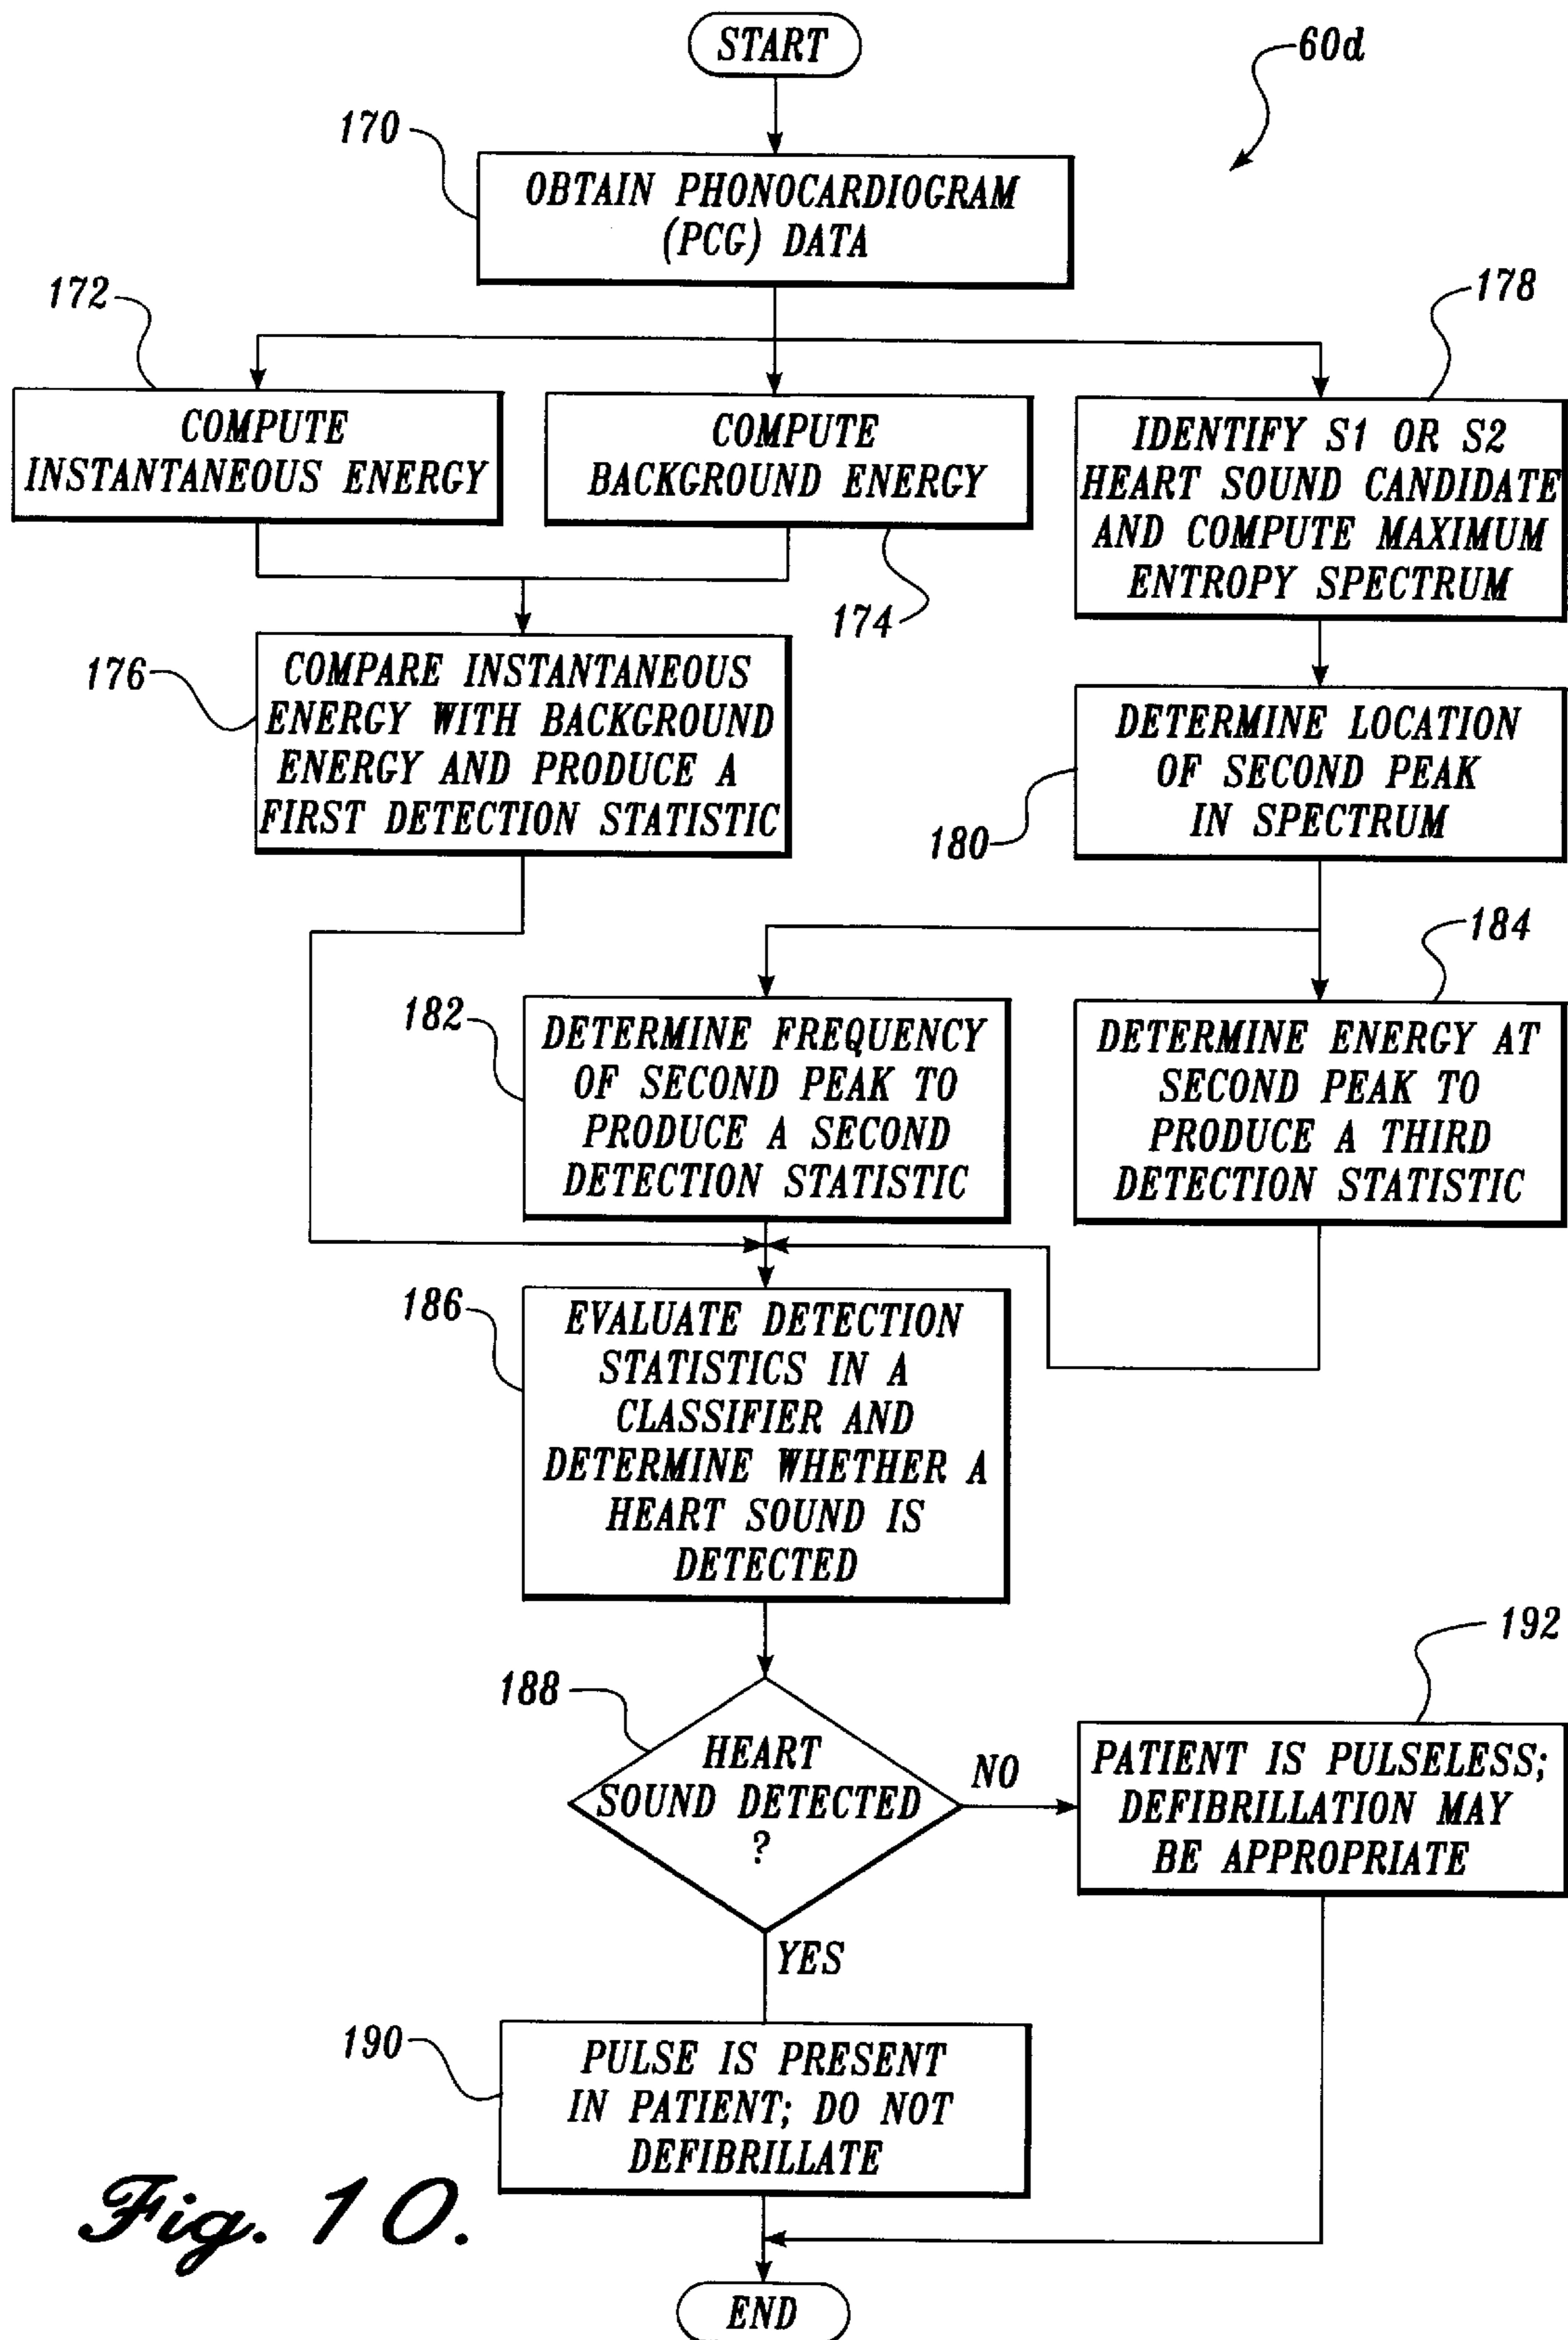 START
60d
170
OBTAIN PHONOCARDIOGRAM
(PCG) DATA
172
178
COMPUTE
INSTANTANEOUS ENERGY
COMPUTE
BACKGROUND ENERGY
174
IDENTIFY S1 OR S2
HEART SOUND CANDIDATE
AND COMPUTE MAXIMUM
ENTROPY SPECTRUM
176
COMPARE INSTANTANEOUS
ENERGY WITH BACKGROUND
ENERGY AND PRODUCE A
FIRST DETECTION STATISTIC
180
DETERMINE LOCATION
OF SECOND PEAK
IN SPECTRUM
184
182
DETERMINE FREQUENCY
OF SECOND PEAK TO
PRODUCE A SECOND
DETECTION STATISTIC
DETERMINE ENERGY AT
SECOND PEAK TO
PRODUCE A THIRD
DETECTION STATISTIC
186
EVALUATE DETECTION
STATISTICS IN A
CLASSIFIER AND
DETERMINE WHETHER A
HEART SOUND IS
DETECTED
188
HEART
SOUND DETECTED
?
NO
192
PATIENT IS PULSELESS;
DEFIBRILLATION MAY
BE APPROPRIATE
YES
190
PULSE IS PRESENT
IN PATIENT; DO NOT
DEFIBRILLATE
Fig. 10.
END